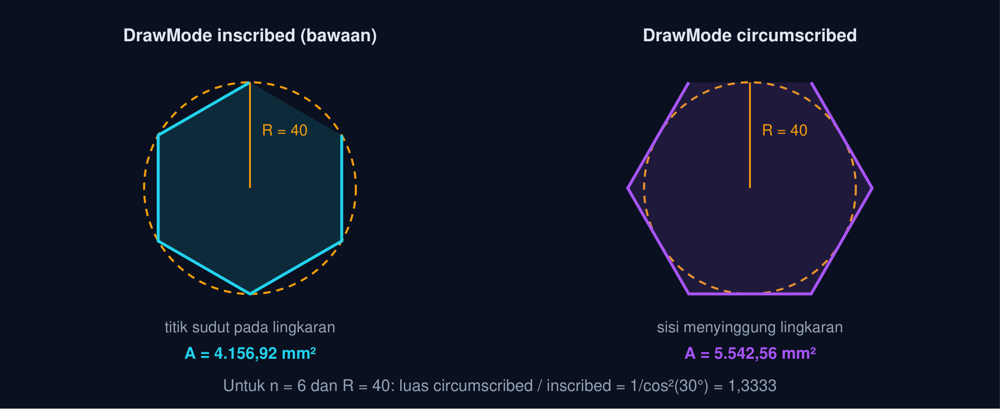 DrawMode inscribed (bawaan)
DrawMode circumscribed
R = 40
R = 40
titik sudut pada lingkaran
sisi menyinggung lingkaran
A = 4.156,92 mm²
A = 5.542,56 mm²
Untuk n = 6 dan R = 40: luas circumscribed / inscribed = 1/cos²(30°) = 1,3333